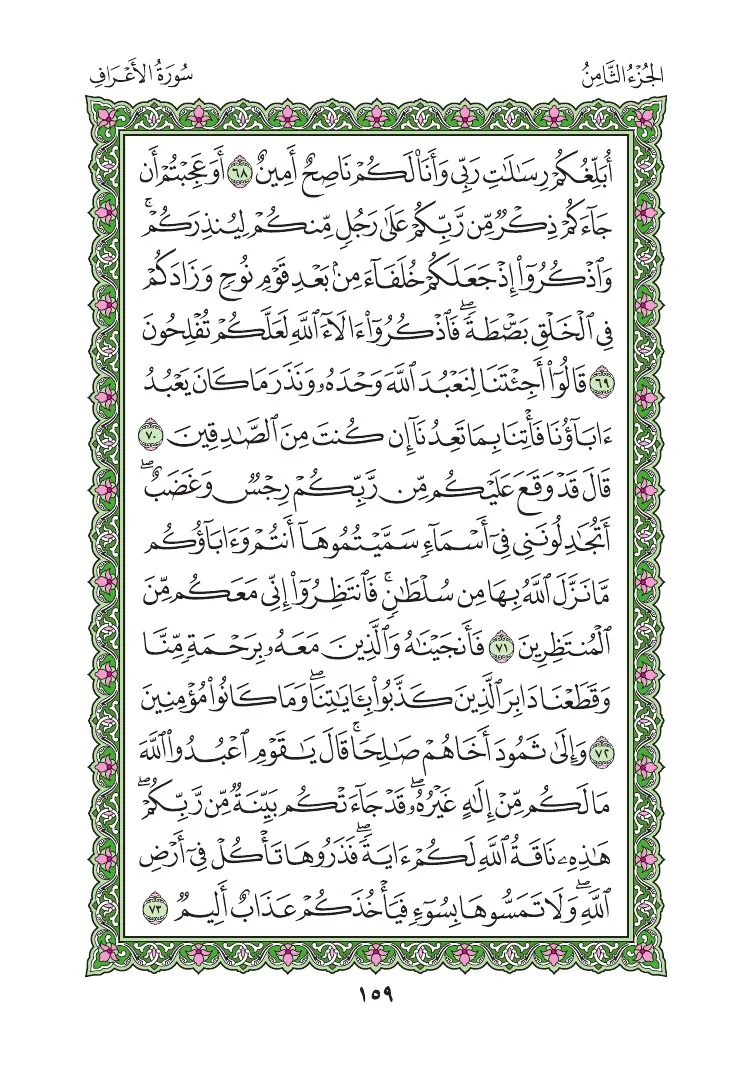 الجُزْءُ الثَّامِنُ
سُورَةُ الأَعْرَافِ
أُبَلِّغُكُمْ رِسَٰلَٰتِ رَبِّي وَأَنَا۠ لَكُمْ نَاصِحٌ أَمِينٌ ٦٨ أَوَعَجِبْتُمْ أَن
جَآءَكُمْ ذِكْرٌ مِّن رَّبِّكُمْ عَلَىٰ رَجُلٍ مِّنكُمْ لِيُنذِرَكُمْ ۚ
وَٱذْكُرُوٓا۟ إِذْ جَعَلَكُمْ خُلَفَآءَ مِنۢ بَعْدِ قَوْمِ نُوحٍ وَزَادَكُمْ
فِي ٱلْخَلْقِ بَصْۜطَةً ۖ فَٱذْكُرُوٓا۟ ءَالَآءَ ٱللَّهِ لَعَلَّكُمْ تُفْلِحُونَ
٦٩ قَالُوٓا۟ أَجِئْتَنَا لِنَعْبُدَ ٱللَّهَ وَحْدَهُۥ وَنَذَرَ مَا كَانَ يَعْبُدُ
ءَابَآؤُنَا فَأْتِنَا بِمَا تَعِدُنَآ إِن كُنتَ مِنَ ٱلصَّٰدِقِينَ ٧٠
قَالَ قَدْ وَقَعَ عَلَيْكُم مِّن رَّبِّكُمْ رِجْسٌ وَغَضَبٌ ۖ
أَتُجَٰدِلُونَنِي فِيٓ أَسْمَآءٍ سَمَّيْتُمُوهَآ أَنتُمْ وَءَابَآؤُكُم
مَّا نَزَّلَ ٱللَّهُ بِهَا مِن سُلْطَٰنٍ ۚ فَٱنتَظِرُوٓا۟ إِنِّي مَعَكُم مِّنَ
ٱلْمُنتَظِرِينَ ٧١ فَأَنجَيْنَٰهُ وَٱلَّذِينَ مَعَهُۥ بِرَحْمَةٍ مِّنَّا
وَقَطَعْنَا دَابِرَ ٱلَّذِينَ كَذَّبُوا۟ بِـَٔايَٰتِنَا ۖ وَمَا كَانُوا۟ مُؤْمِنِينَ
٧٢ وَإِلَىٰ ثَمُودَ أَخَاهُمْ صَٰلِحًا ۚ قَالَ يَٰقَوْمِ ٱعْبُدُوا۟ ٱللَّهَ
مَا لَكُم مِّنْ إِلَٰهٍ غَيْرُهُۥ ۖ قَدْ جَآءَتْكُم بَيِّنَةٌ مِّن رَّبِّكُمْ ۖ
هَٰذِهِۦ نَاقَةُ ٱللَّهِ لَكُمْ ءَايَةً ۖ فَذَرُوهَا تَأْكُلْ فِيٓ أَرْضِ
ٱللَّهِ ۖ وَلَا تَمَسُّوهَا بِسُوٓءٍ فَيَأْخُذَكُمْ عَذَابٌ أَلِيمٌ ٧٣
١٥٩